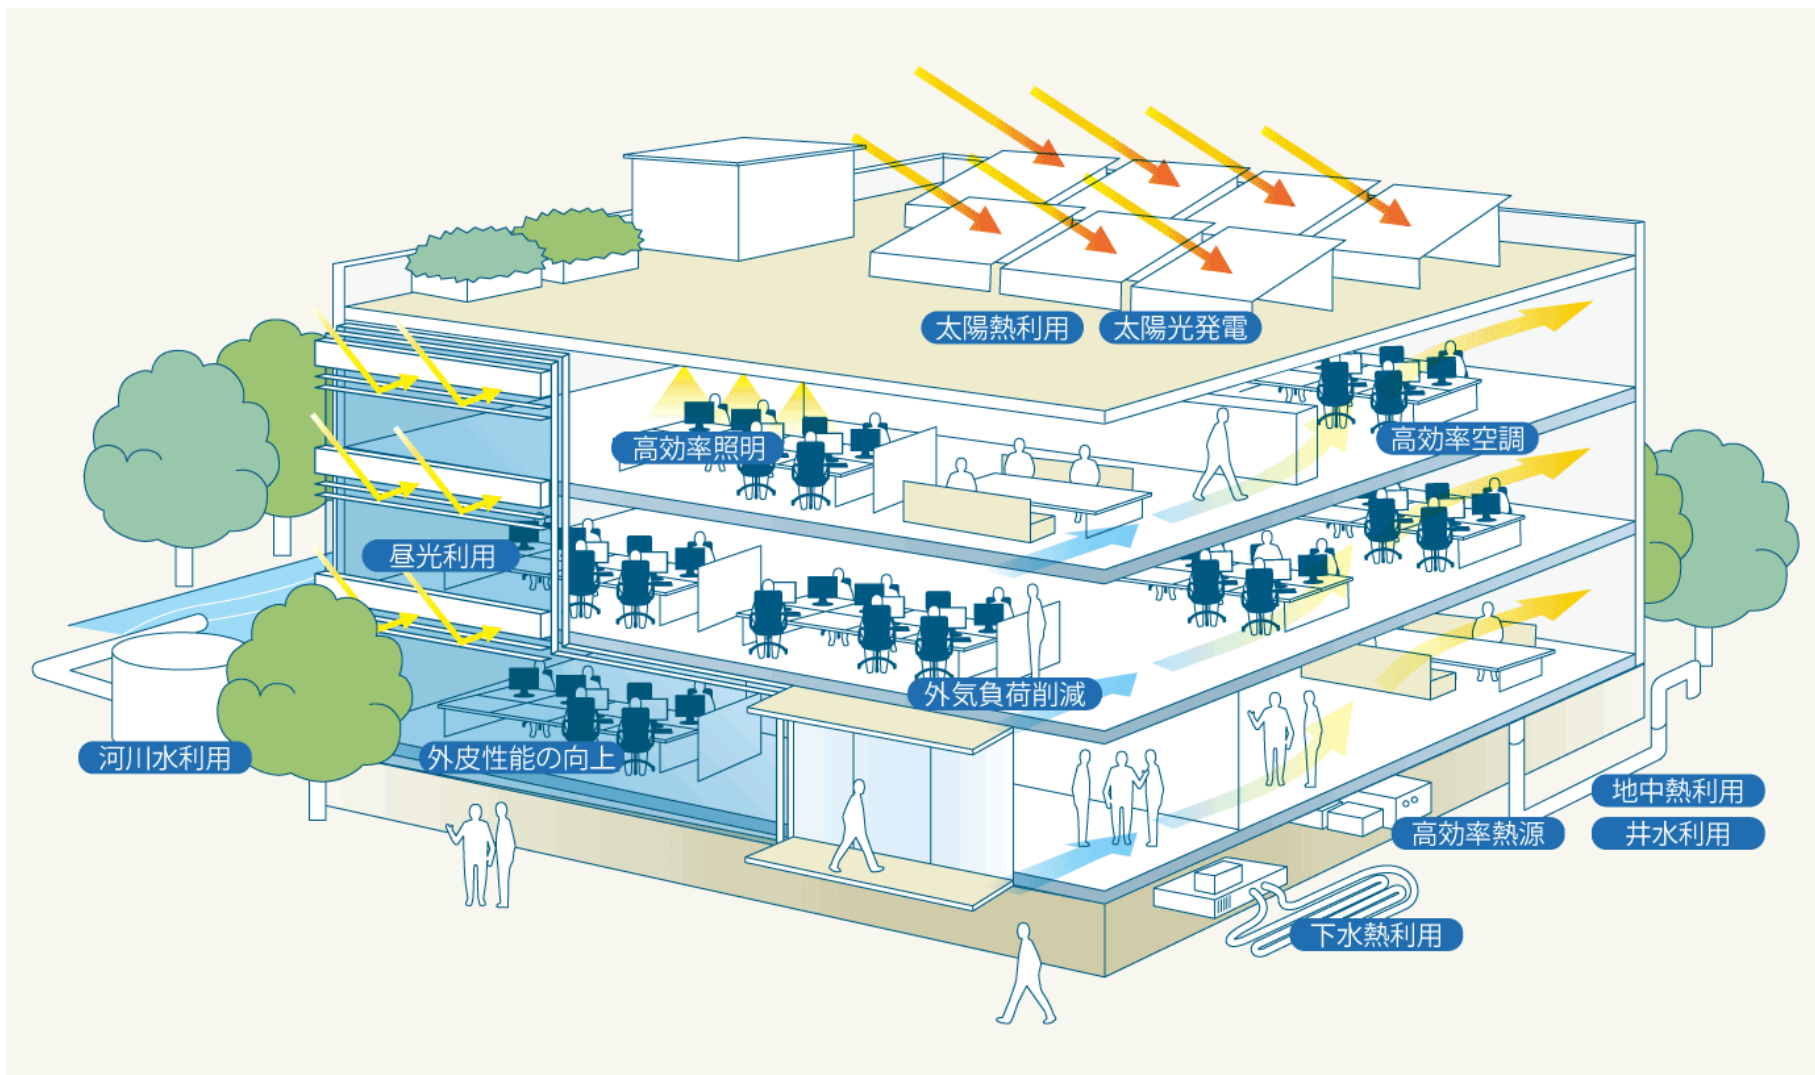 太陽熱利用
太陽光発電
高効率照明
高効率空調
昼光利用
外気負荷削減
河川水利用
外皮性能の向上
地中熱利用
高効率熱源
井水利用
下水熱利用